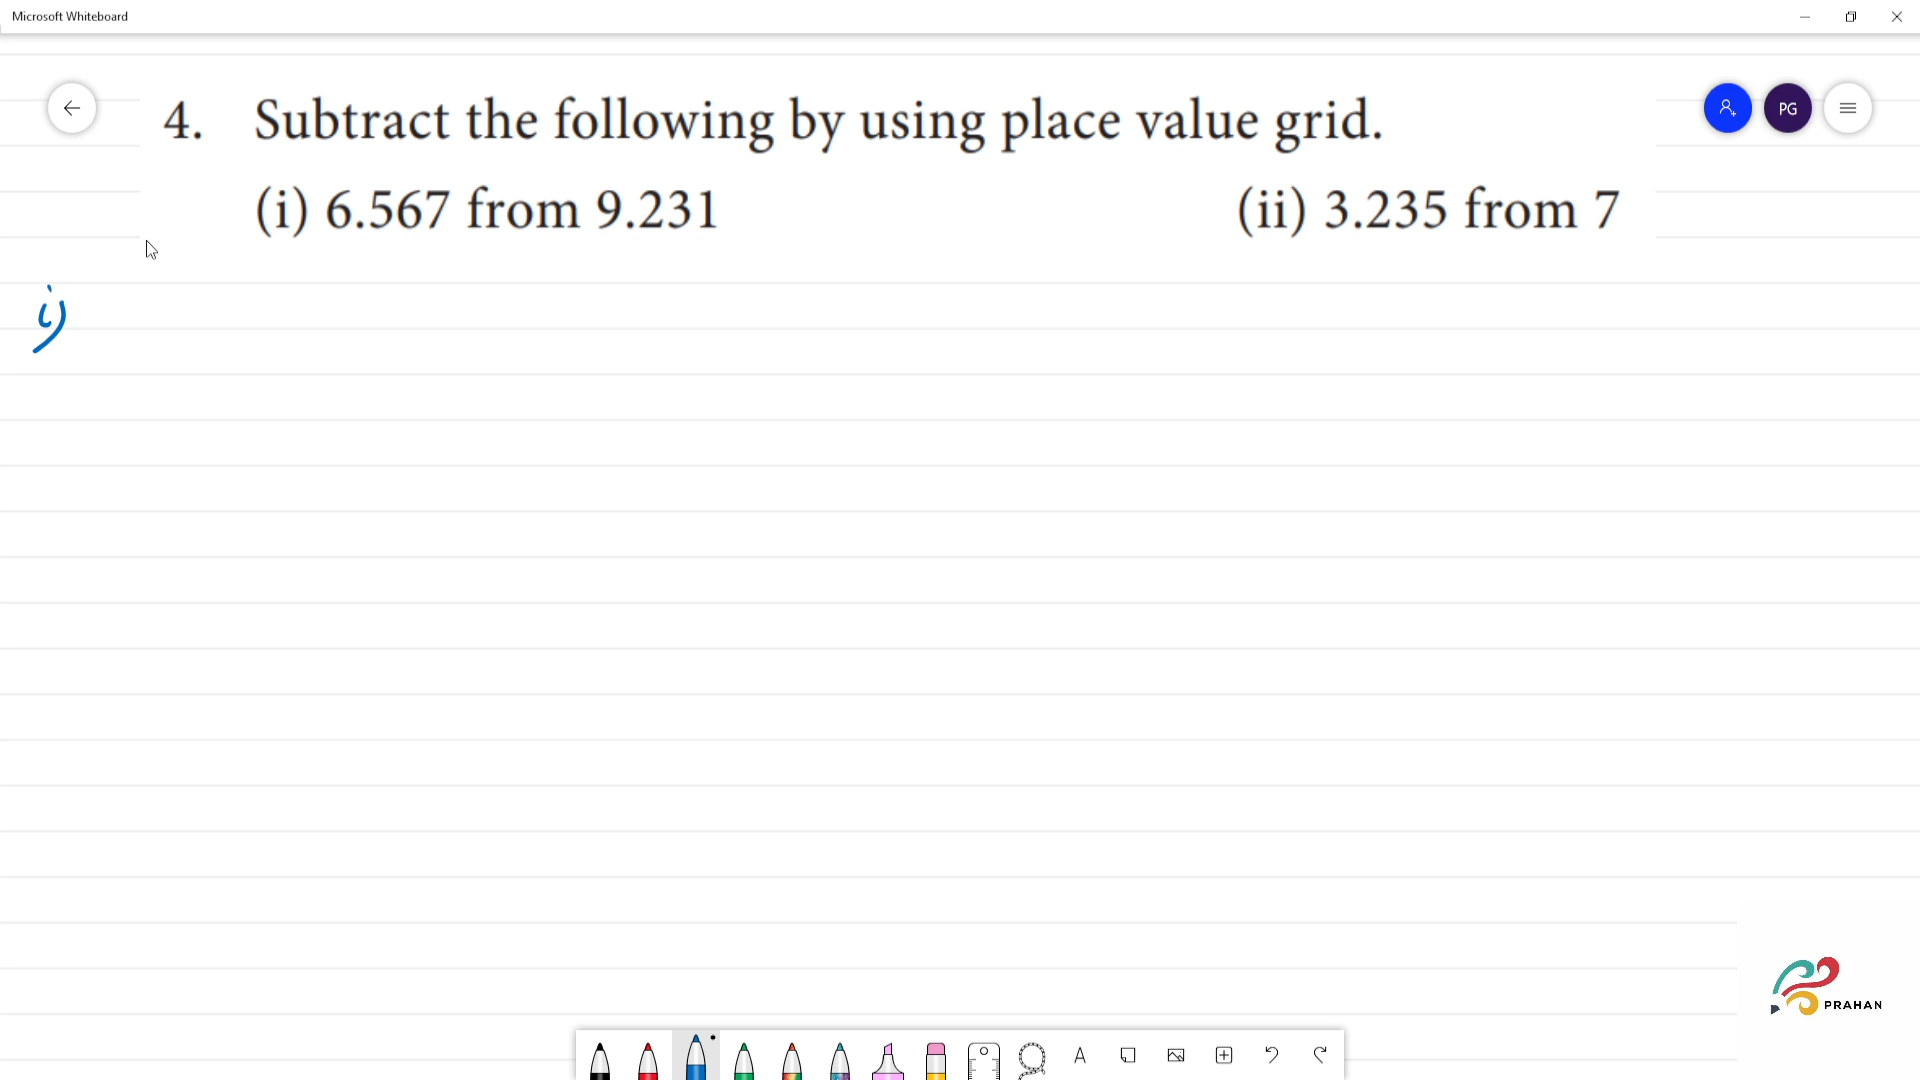 Microsoft Whiteboard
4. Subtract the following by using place value grid.
(i) 6.567 from 9.231 (ii) 3.235 from 7
PG
i)
PRAHAN
A